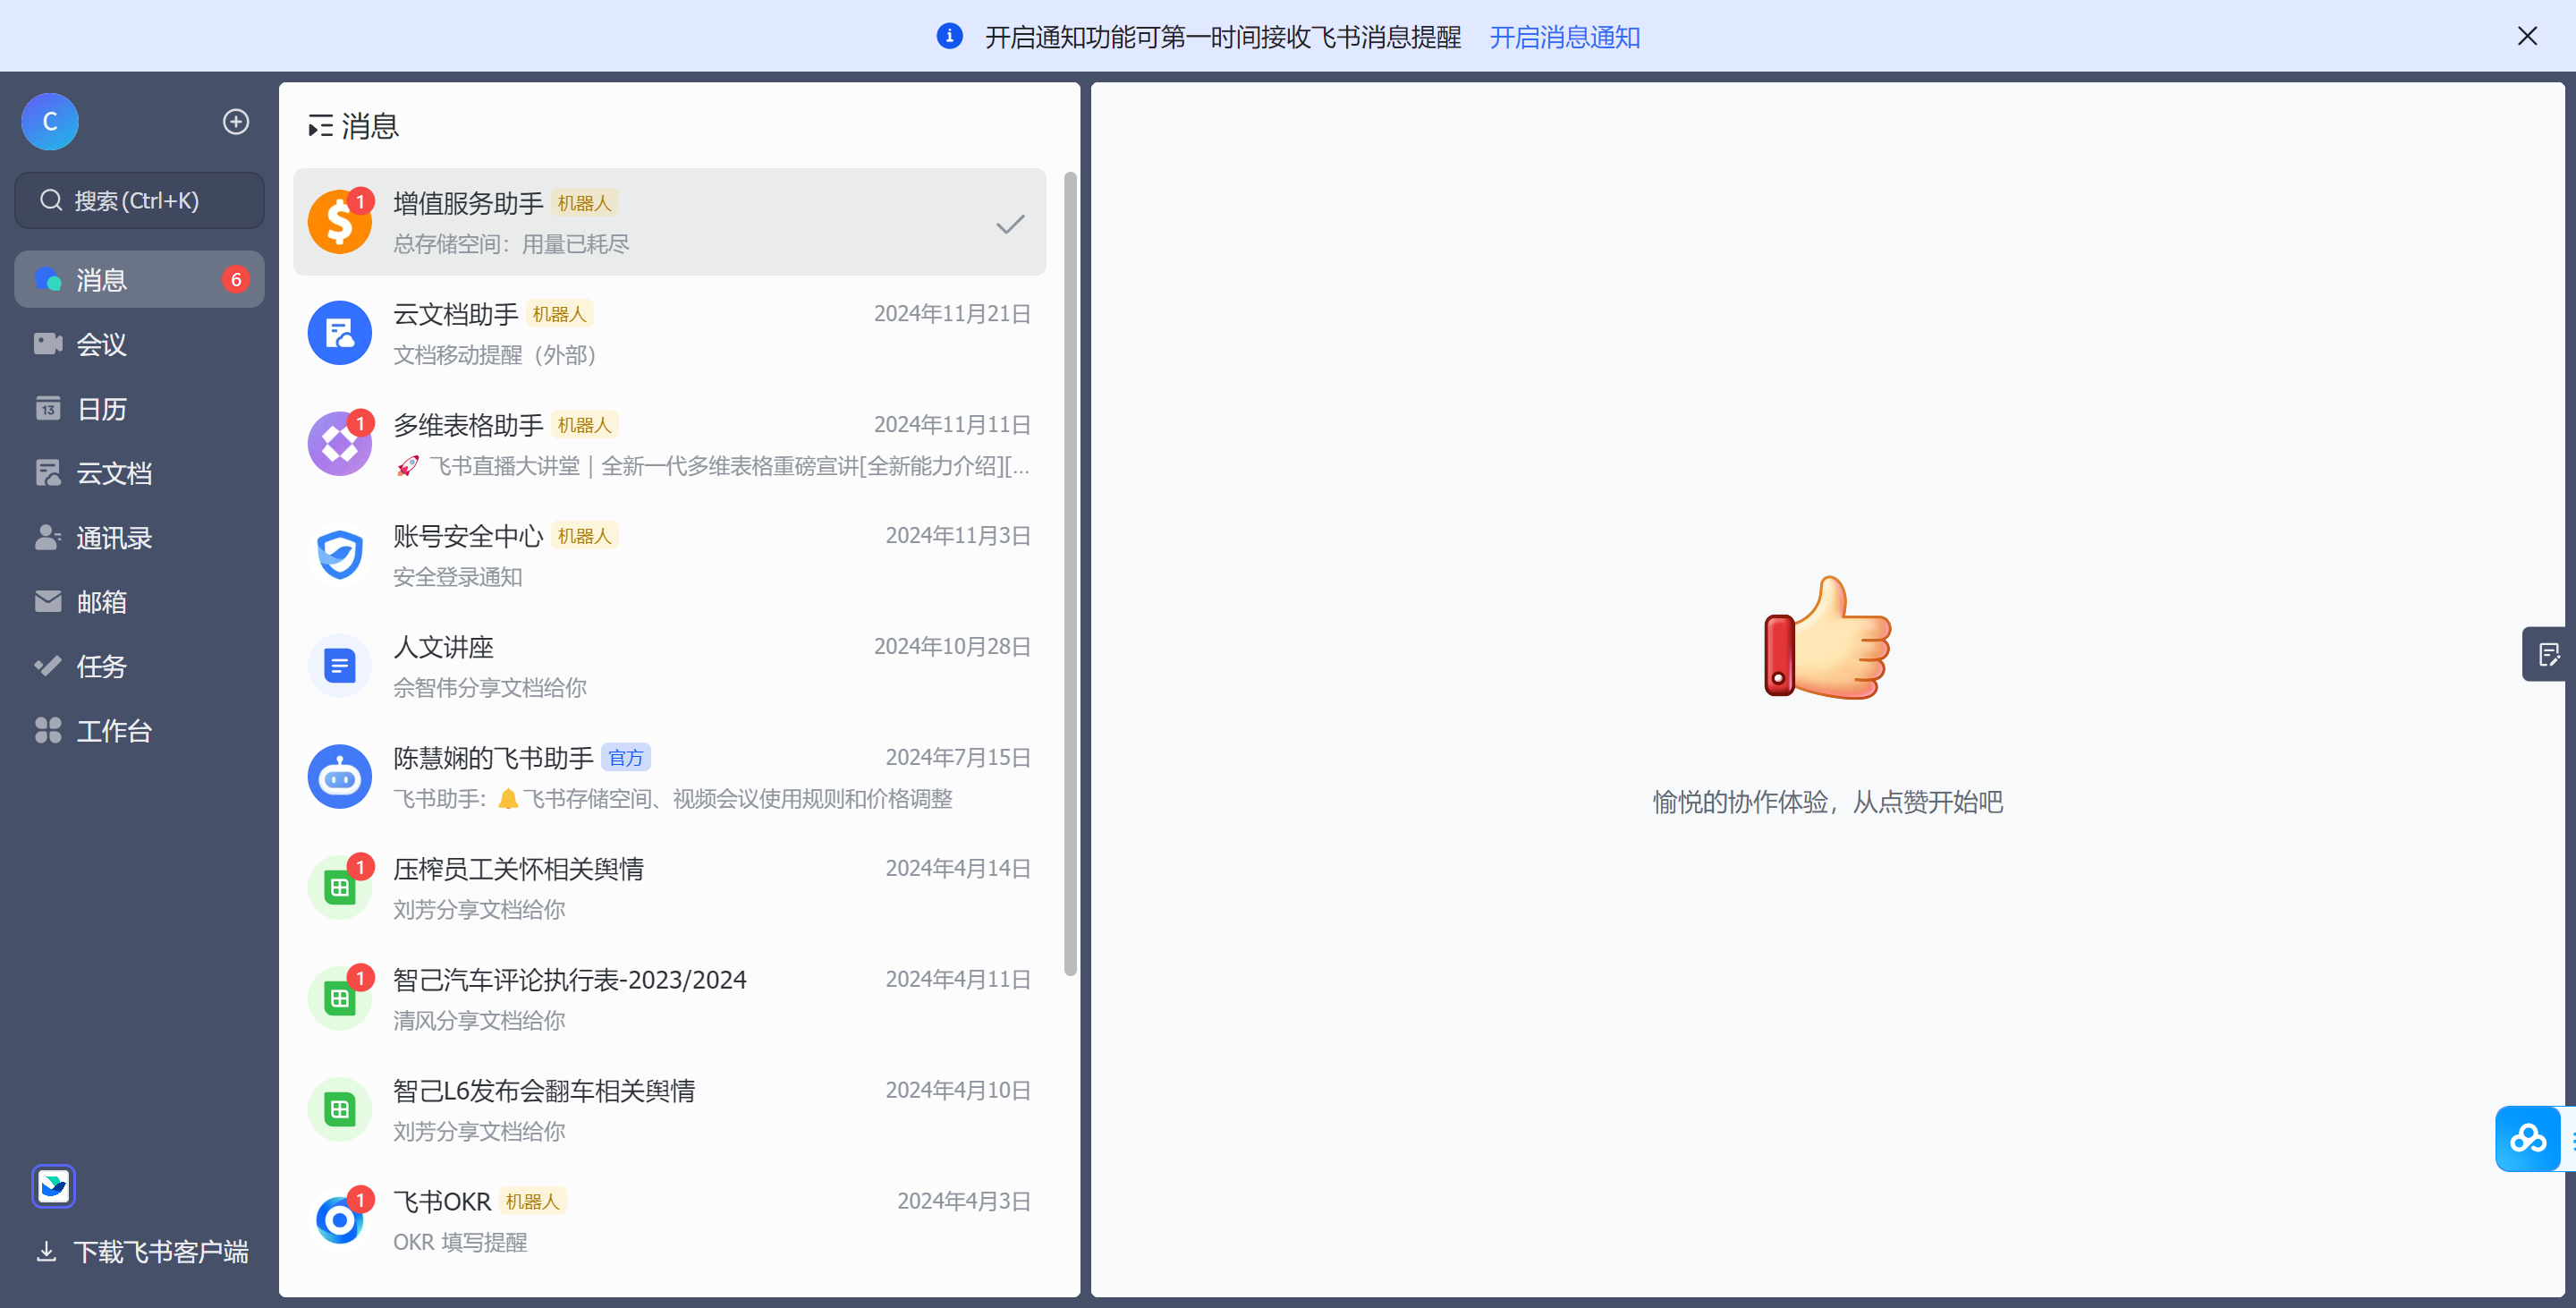 开启通知功能可第一时间接收飞书消息提醒 开启消息通知
C
搜索 (Ctrl+K)
消息 6
会议
13 日历
云文档
通讯录
邮箱
任务
工作台
下载飞书客户端
消息
1 增值服务助手 机器人
总存储空间：用量已耗尽
云文档助手 机器人 2024年11月21日
文档移动提醒（外部）
1 多维表格助手 机器人 2024年11月11日
🚀 飞书直播大讲堂｜全新一代多维表格重磅宣讲[全新能力介绍][...
账号安全中心 机器人 2024年11月3日
安全登录通知
人文讲座 2024年10月28日
佘智伟分享文档给你
陈慧娴的飞书助手 官方 2024年7月15日
飞书助手：🔔飞书存储空间、视频会议使用规则和价格调整
1 压榨员工关怀相关舆情 2024年4月14日
刘芳分享文档给你
1 智己汽车评论执行表-2023/2024 2024年4月11日
清风分享文档给你
智己L6发布会翻车相关舆情 2024年4月10日
刘芳分享文档给你
1 飞书OKR 机器人 2024年4月3日
OKR 填写提醒
愉悦的协作体验，从点赞开始吧